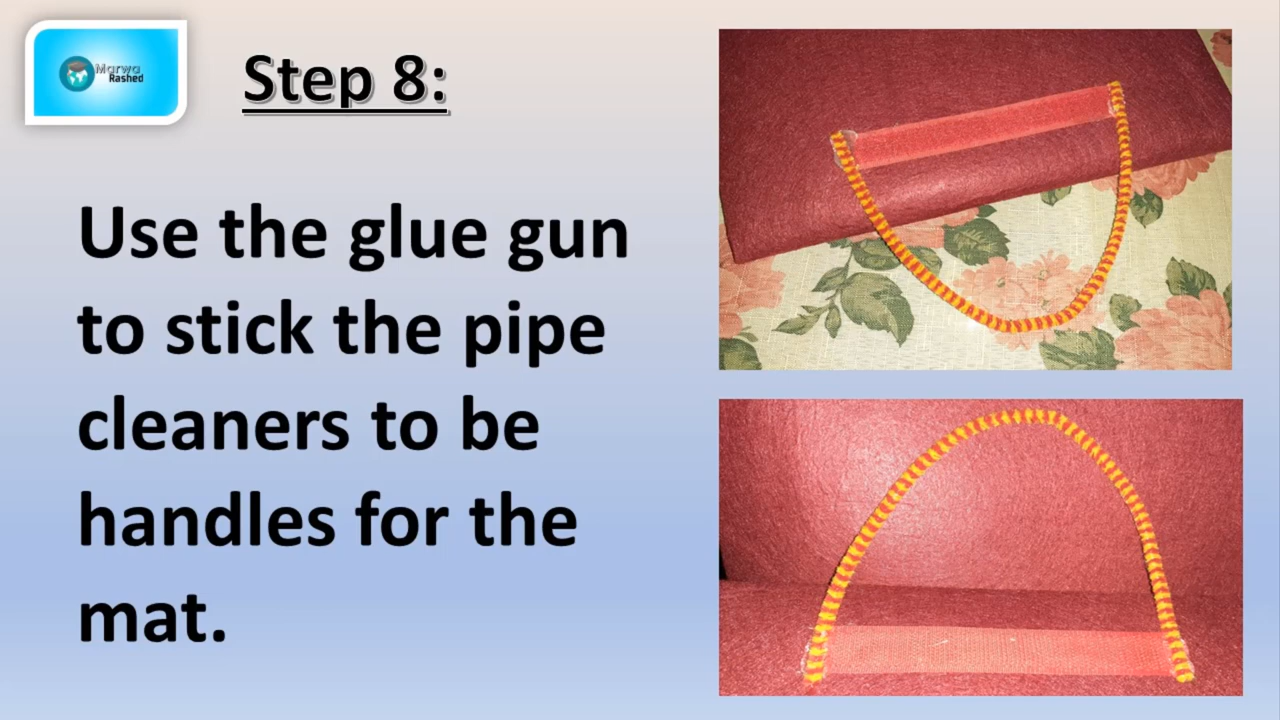 Marwa
Rashed
Step 8:
Use the glue gun
to stick the pipe
cleaners to be
handles for the
mat.